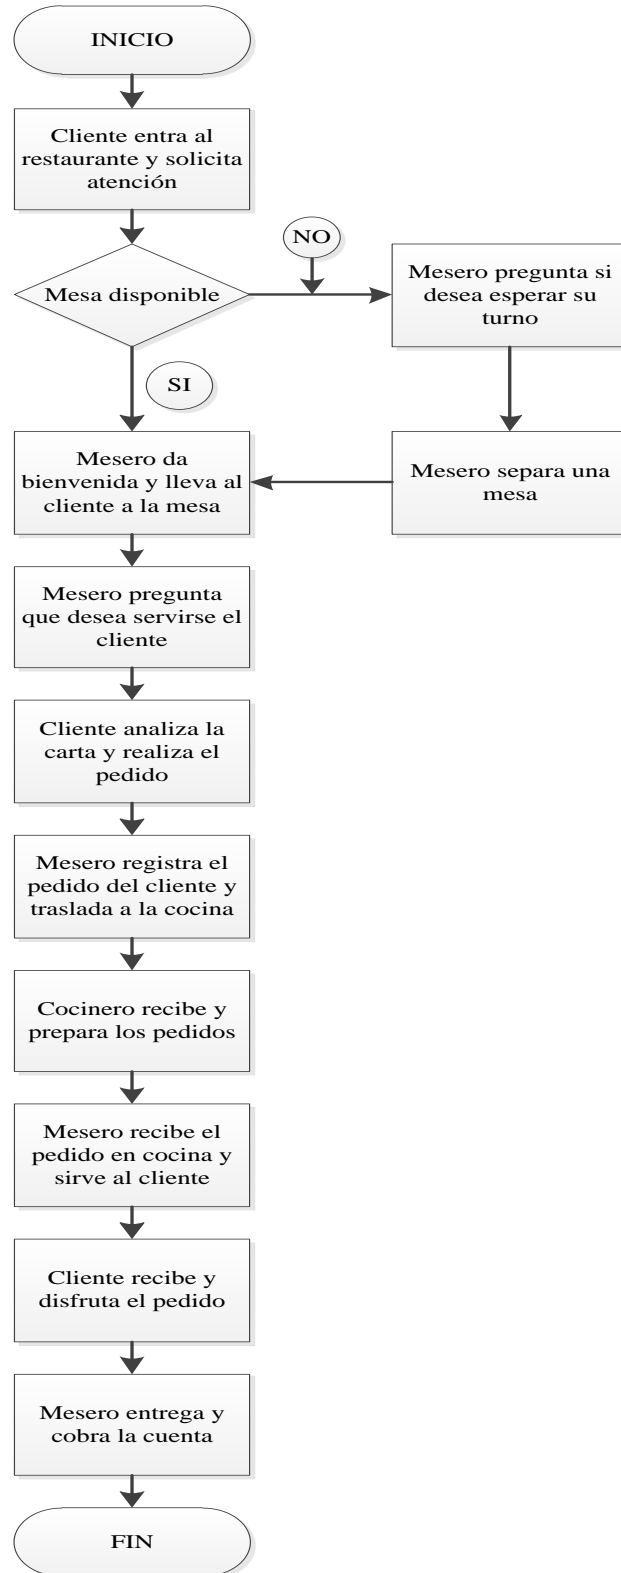 INICIO
Cliente entra al
restaurante y solicita
atención
NO
Mesa disponible
Mesero pregunta si
desea esperar su
turno
SI
Mesero da
bienvenida y lleva al
cliente a la mesa
Mesero separa una
mesa
Mesero pregunta
que desea servirse el
cliente
Cliente analiza la
carta y realiza el
pedido
Mesero registra el
pedido del cliente y
traslada a la cocina
Cocinero recibe y
prepara los pedidos
Mesero recibe el
pedido en cocina y
sirve al cliente
Cliente recibe y
disfruta el pedido
Mesero entrega y
cobra la cuenta
FIN